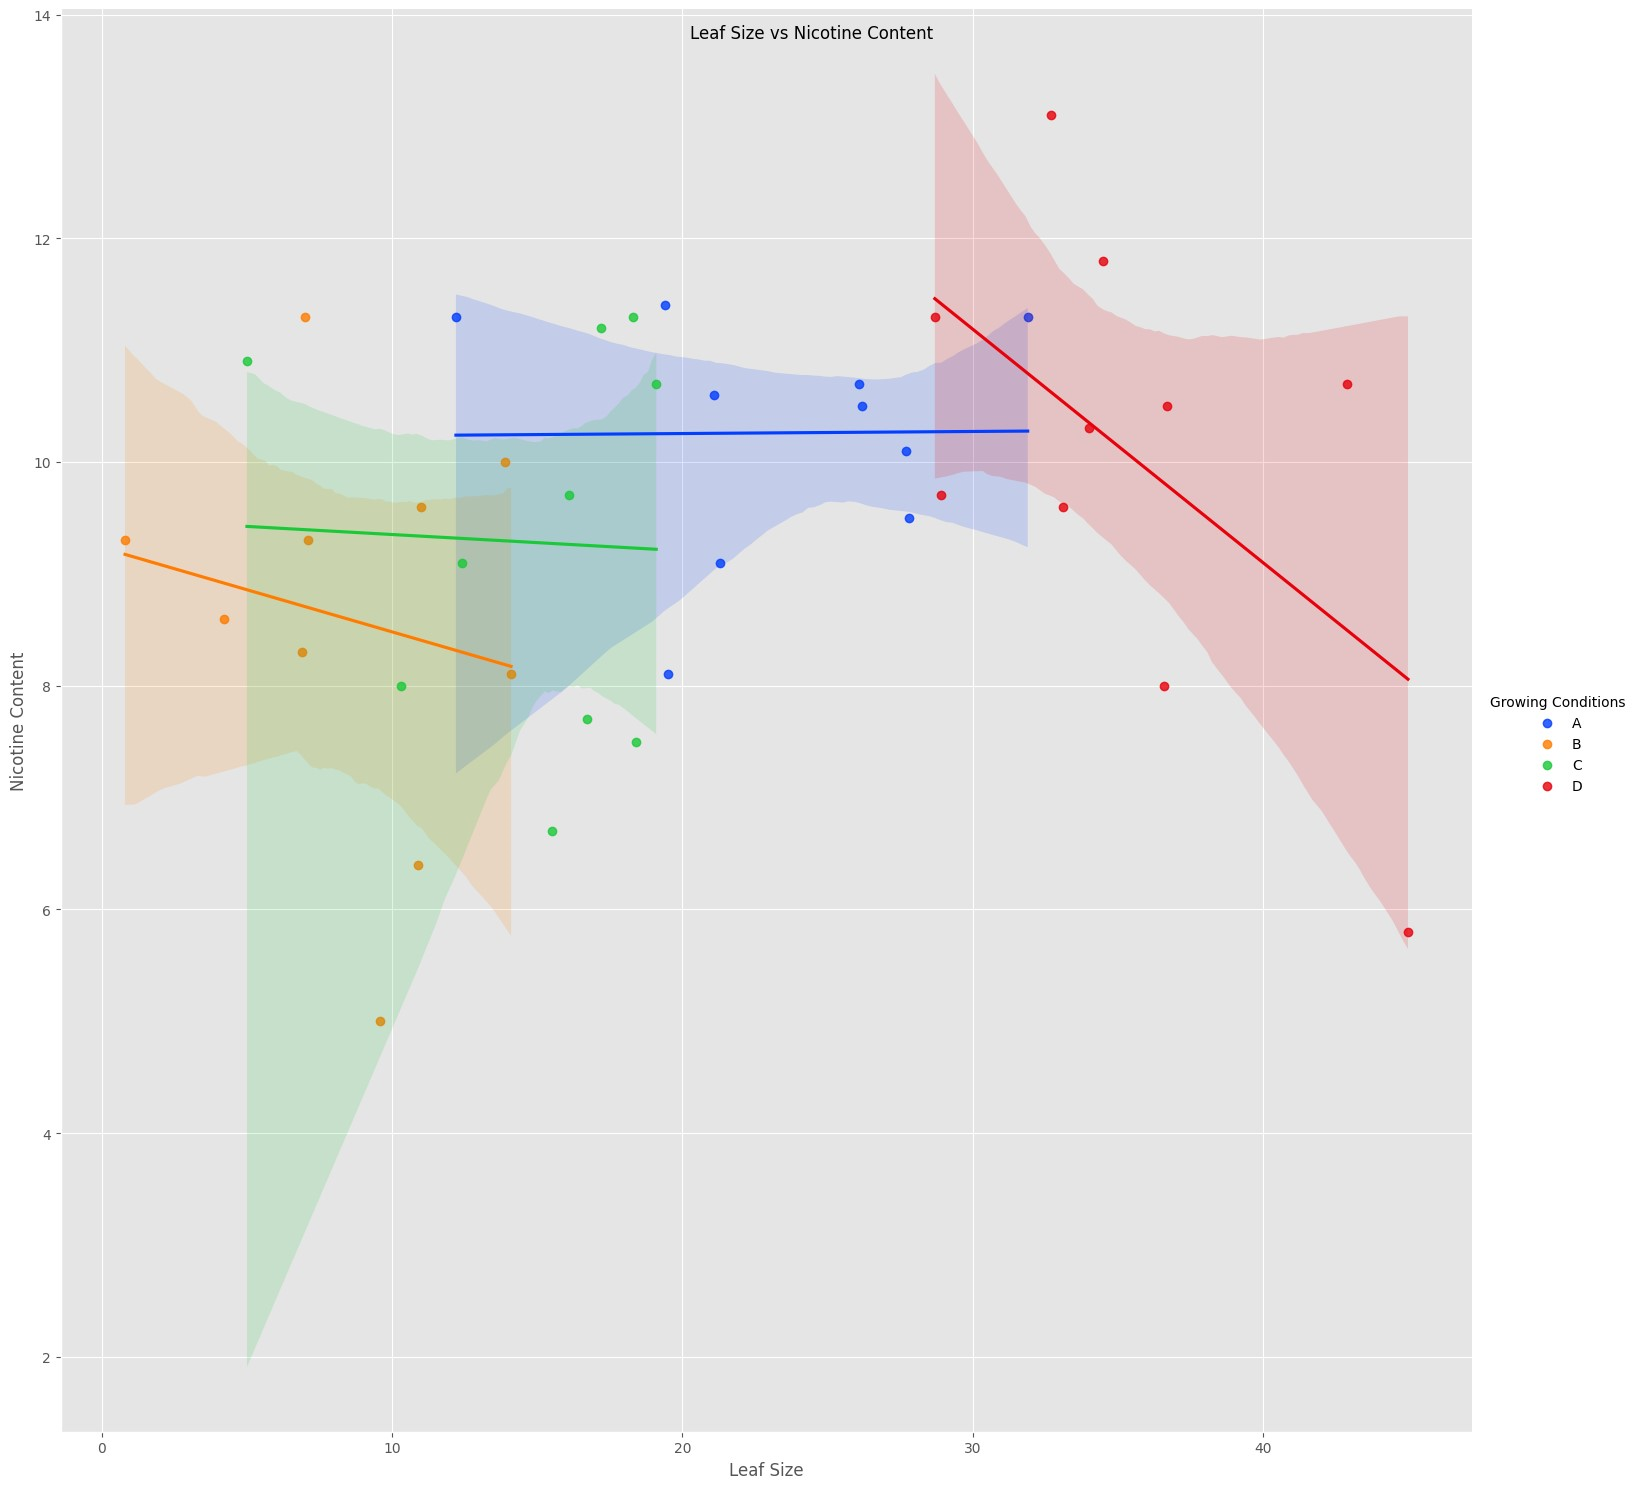 Leaf Size vs Nicotine Content
14
12
10
8
6
4
2
Nicotine Content
0 10 20 30 40
Leaf Size
Growing Conditions
A
B
C
D